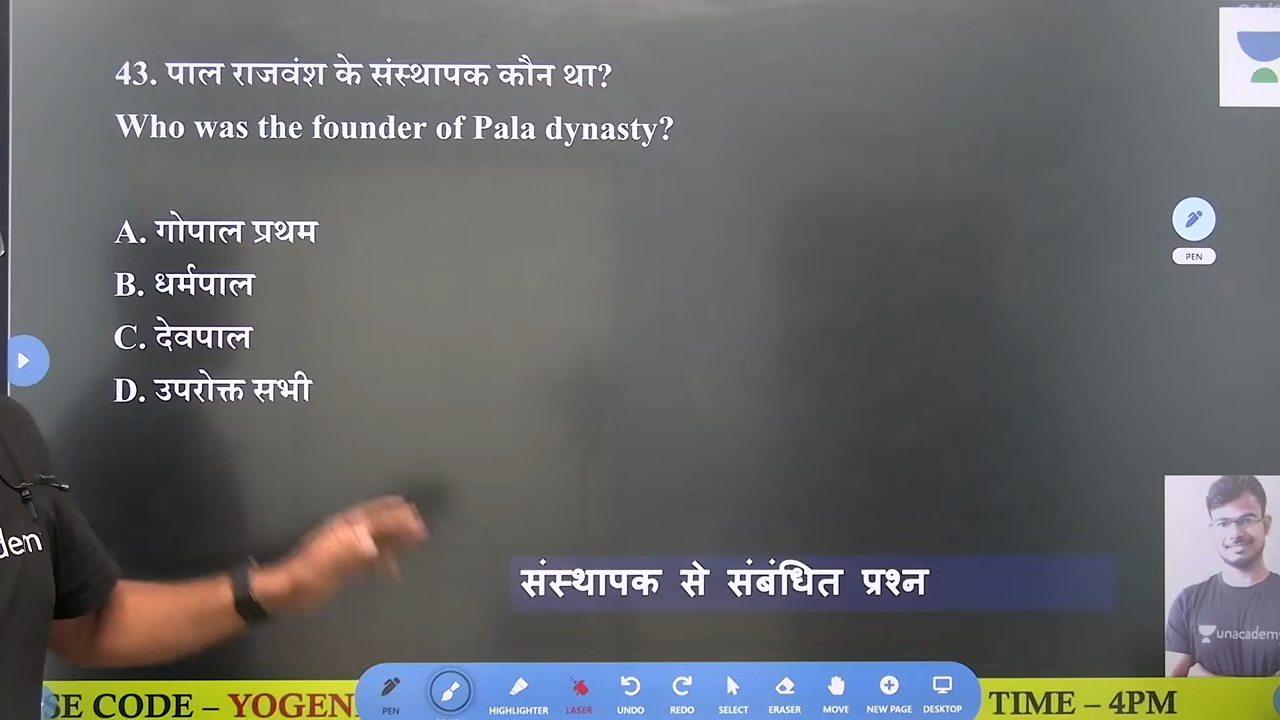 43. पाल राजवंश के संस्थापक कौन था?
Who was the founder of Pala dynasty?
A. गोपाल प्रथम
B. धर्मपाल
C. देवपाल
D. उपरोक्त सभी
PEN
संस्थापक से संबंधित प्रश्न
unacademy
SE CODE – YOGEN
PEN
HIGHLIGHTER
LASER
UNDO
REDO
SELECT
ERASER
MOVE
NEW PAGE
DESKTOP
TIME – 4PM